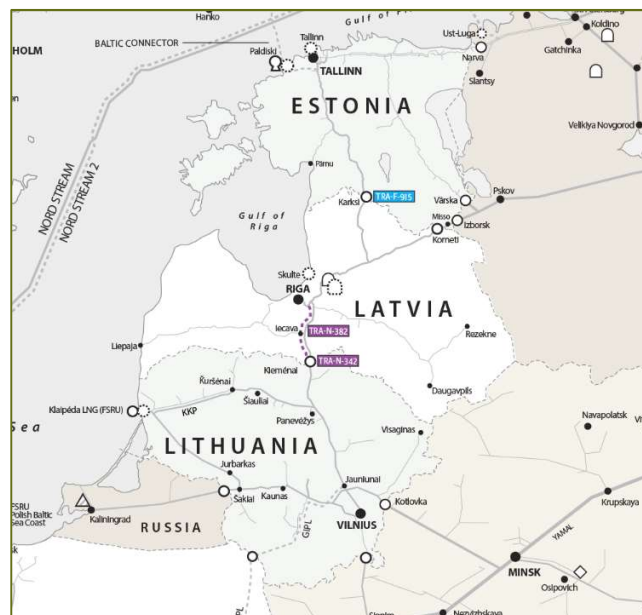 Gulf of
Hanko
BALTIC CONNECTOR
Tallinn
Paldiski
TALLINN
Ust-Luga
Narva
Slantsy
Koldino
Gatchinka
HOLM
ESTONIA
Velikiya Novgorod
NORD STREAM
NORD STREAM 2
Pärnu
Karksi
TRA-F-915
Värska
Pskov
Misso
Izborsk
Korneti
Gulf of
Riga
Skulte
RIGA
LATVIA
Iecava
TRA-N-382
Rezekne
Liepaja
Kiemėnai
TRA-N-342
Daugavpils
Kuršėnai
Šiauliai
Klaipėda LNG (FSRU)
KKP
Panevėžys
Visaginas
Navapolatsk
Sea
LITHUANIA
Jurbarkas
Šakiai
Kaunas
Jauniunai
Kotlovka
Krupskaya
FSRU
Polish Baltic
Sea Coast
Kaliningrad
RUSSIA
GIPL
VILNIUS
YAMAL
MINSK
Osipovich
Nezvizhskaya